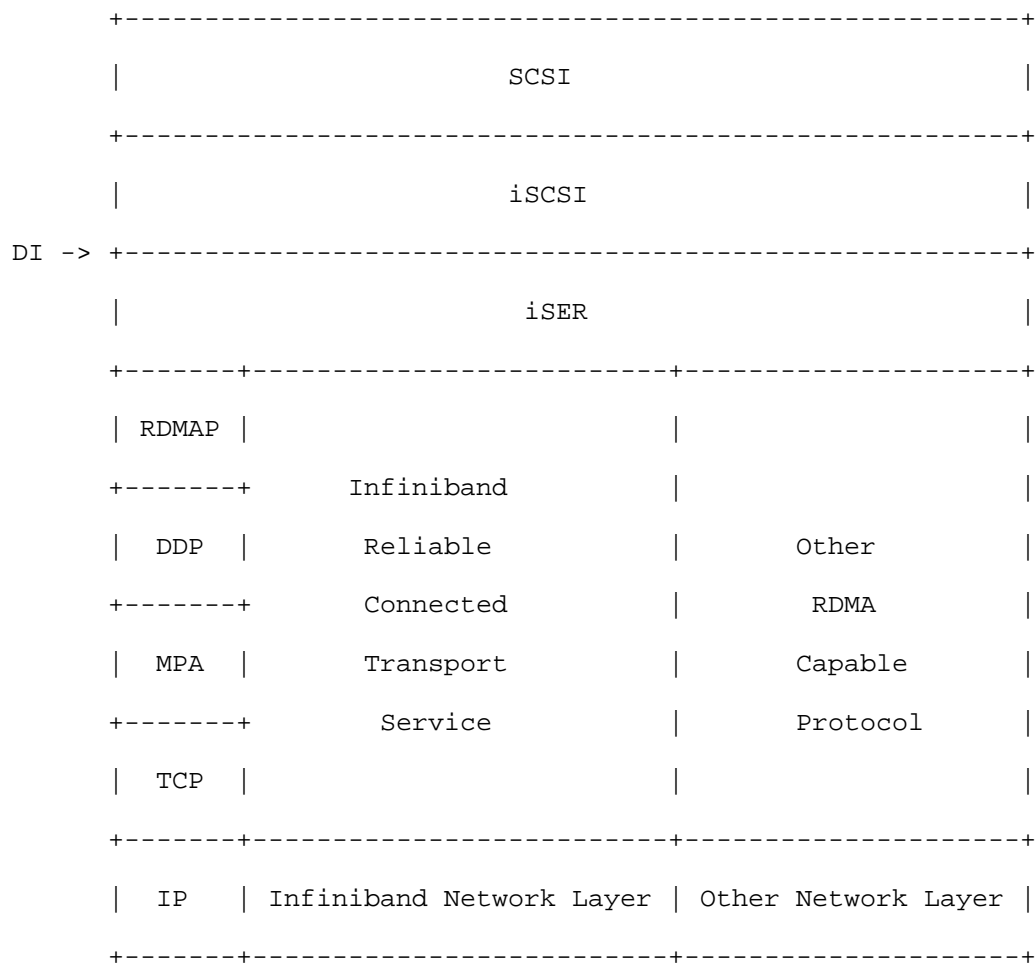 +--------------------------------------------------------+
| SCSI |
+--------------------------------------------------------+
| iSCSI |
DI -> +--------------------------------------------------------+
| iSER |
+-------+--------------------------+---------------------+
| RDMAP | | |
+-------+ Infiniband | |
| DDP | Reliable | Other |
+-------+ Connected | RDMA |
| MPA | Transport | Capable |
+-------+ Service | Protocol |
| TCP | | |
+-------+--------------------------+---------------------+
| IP | Infiniband Network Layer | Other Network Layer |
+-------+--------------------------+---------------------+